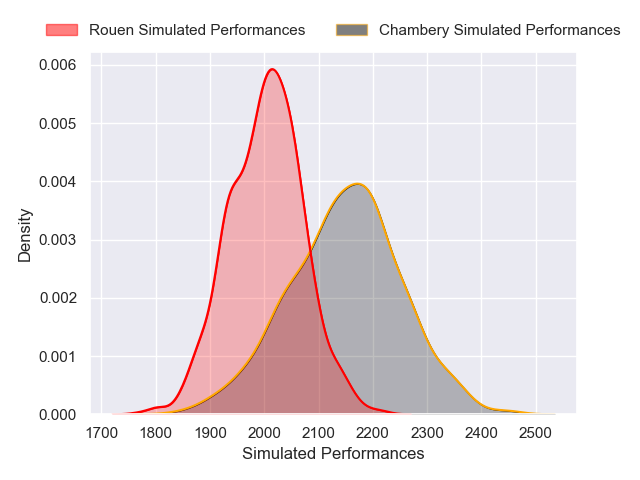 Rouen Simulated Performances
Chambery Simulated Performances
0.006
0.005
0.004
0.003
0.002
0.001
0.000
Density
1700 1800 1900 2000 2100 2200 2300 2400 2500
Simulated Performances